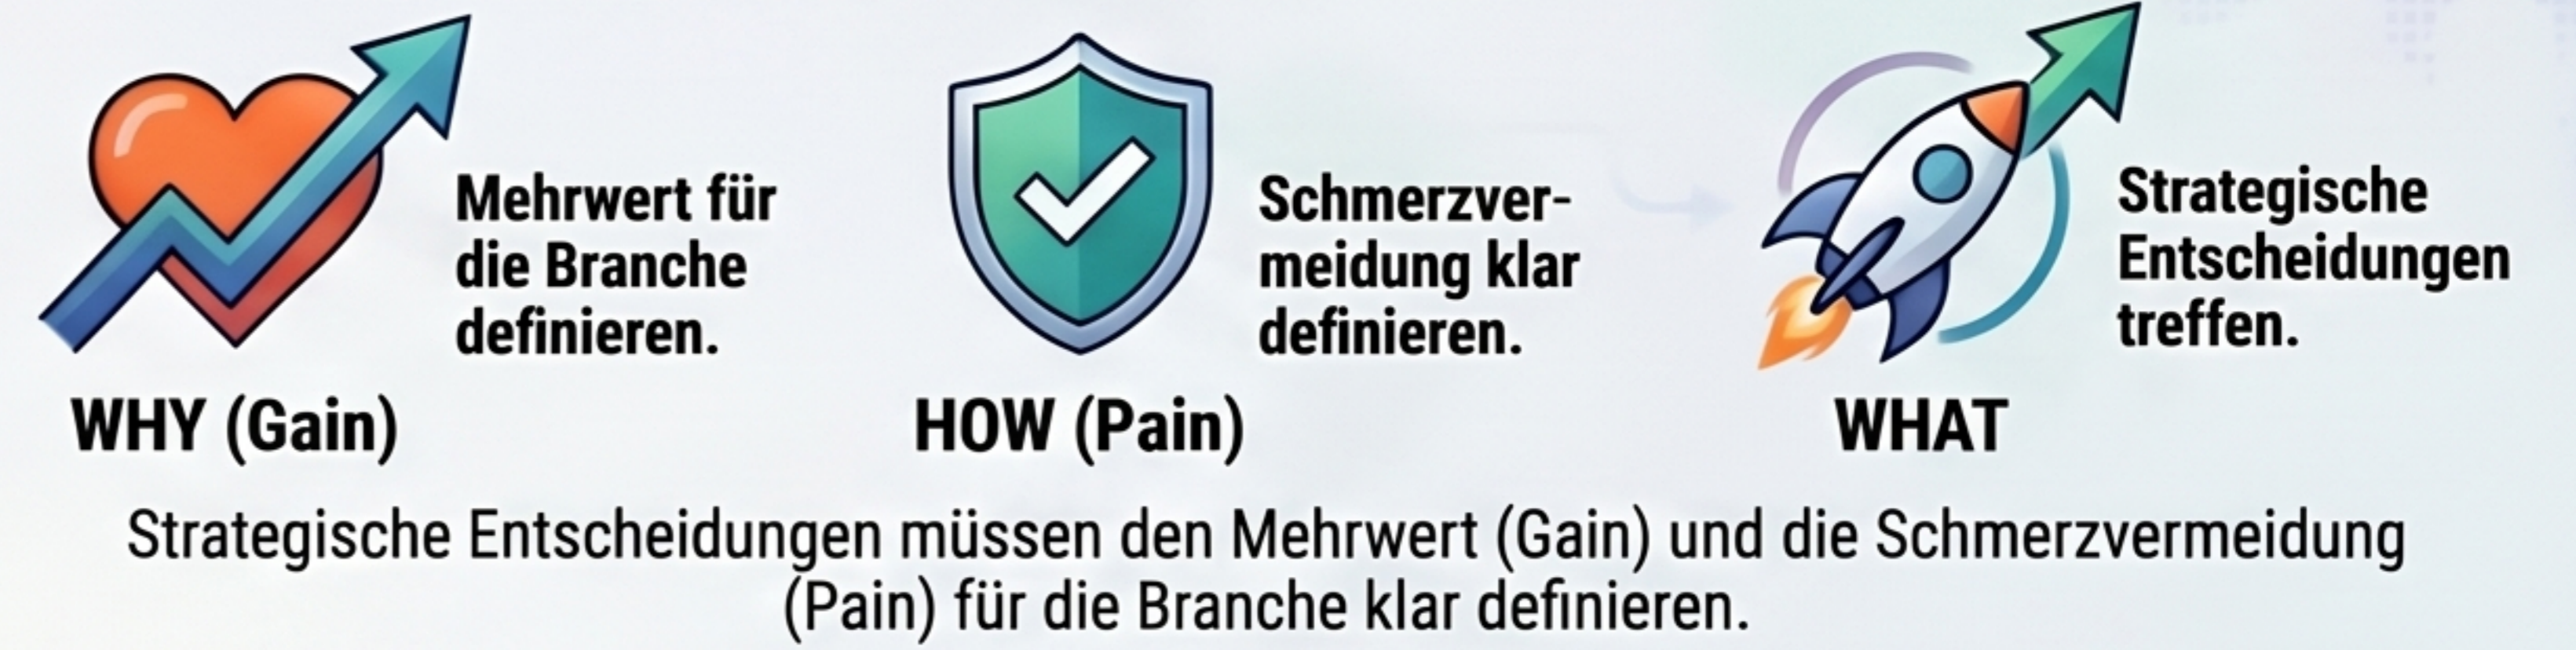 Mehrwert für
die Branche
definieren.
WHY (Gain)
Schmerzver-
meidung klar
definieren.
HOW (Pain)
Strategische
Entscheidungen
treffen.
WHAT
Strategische Entscheidungen müssen den Mehrwert (Gain) und die Schmerzvermeidung
(Pain) für die Branche klar definieren.